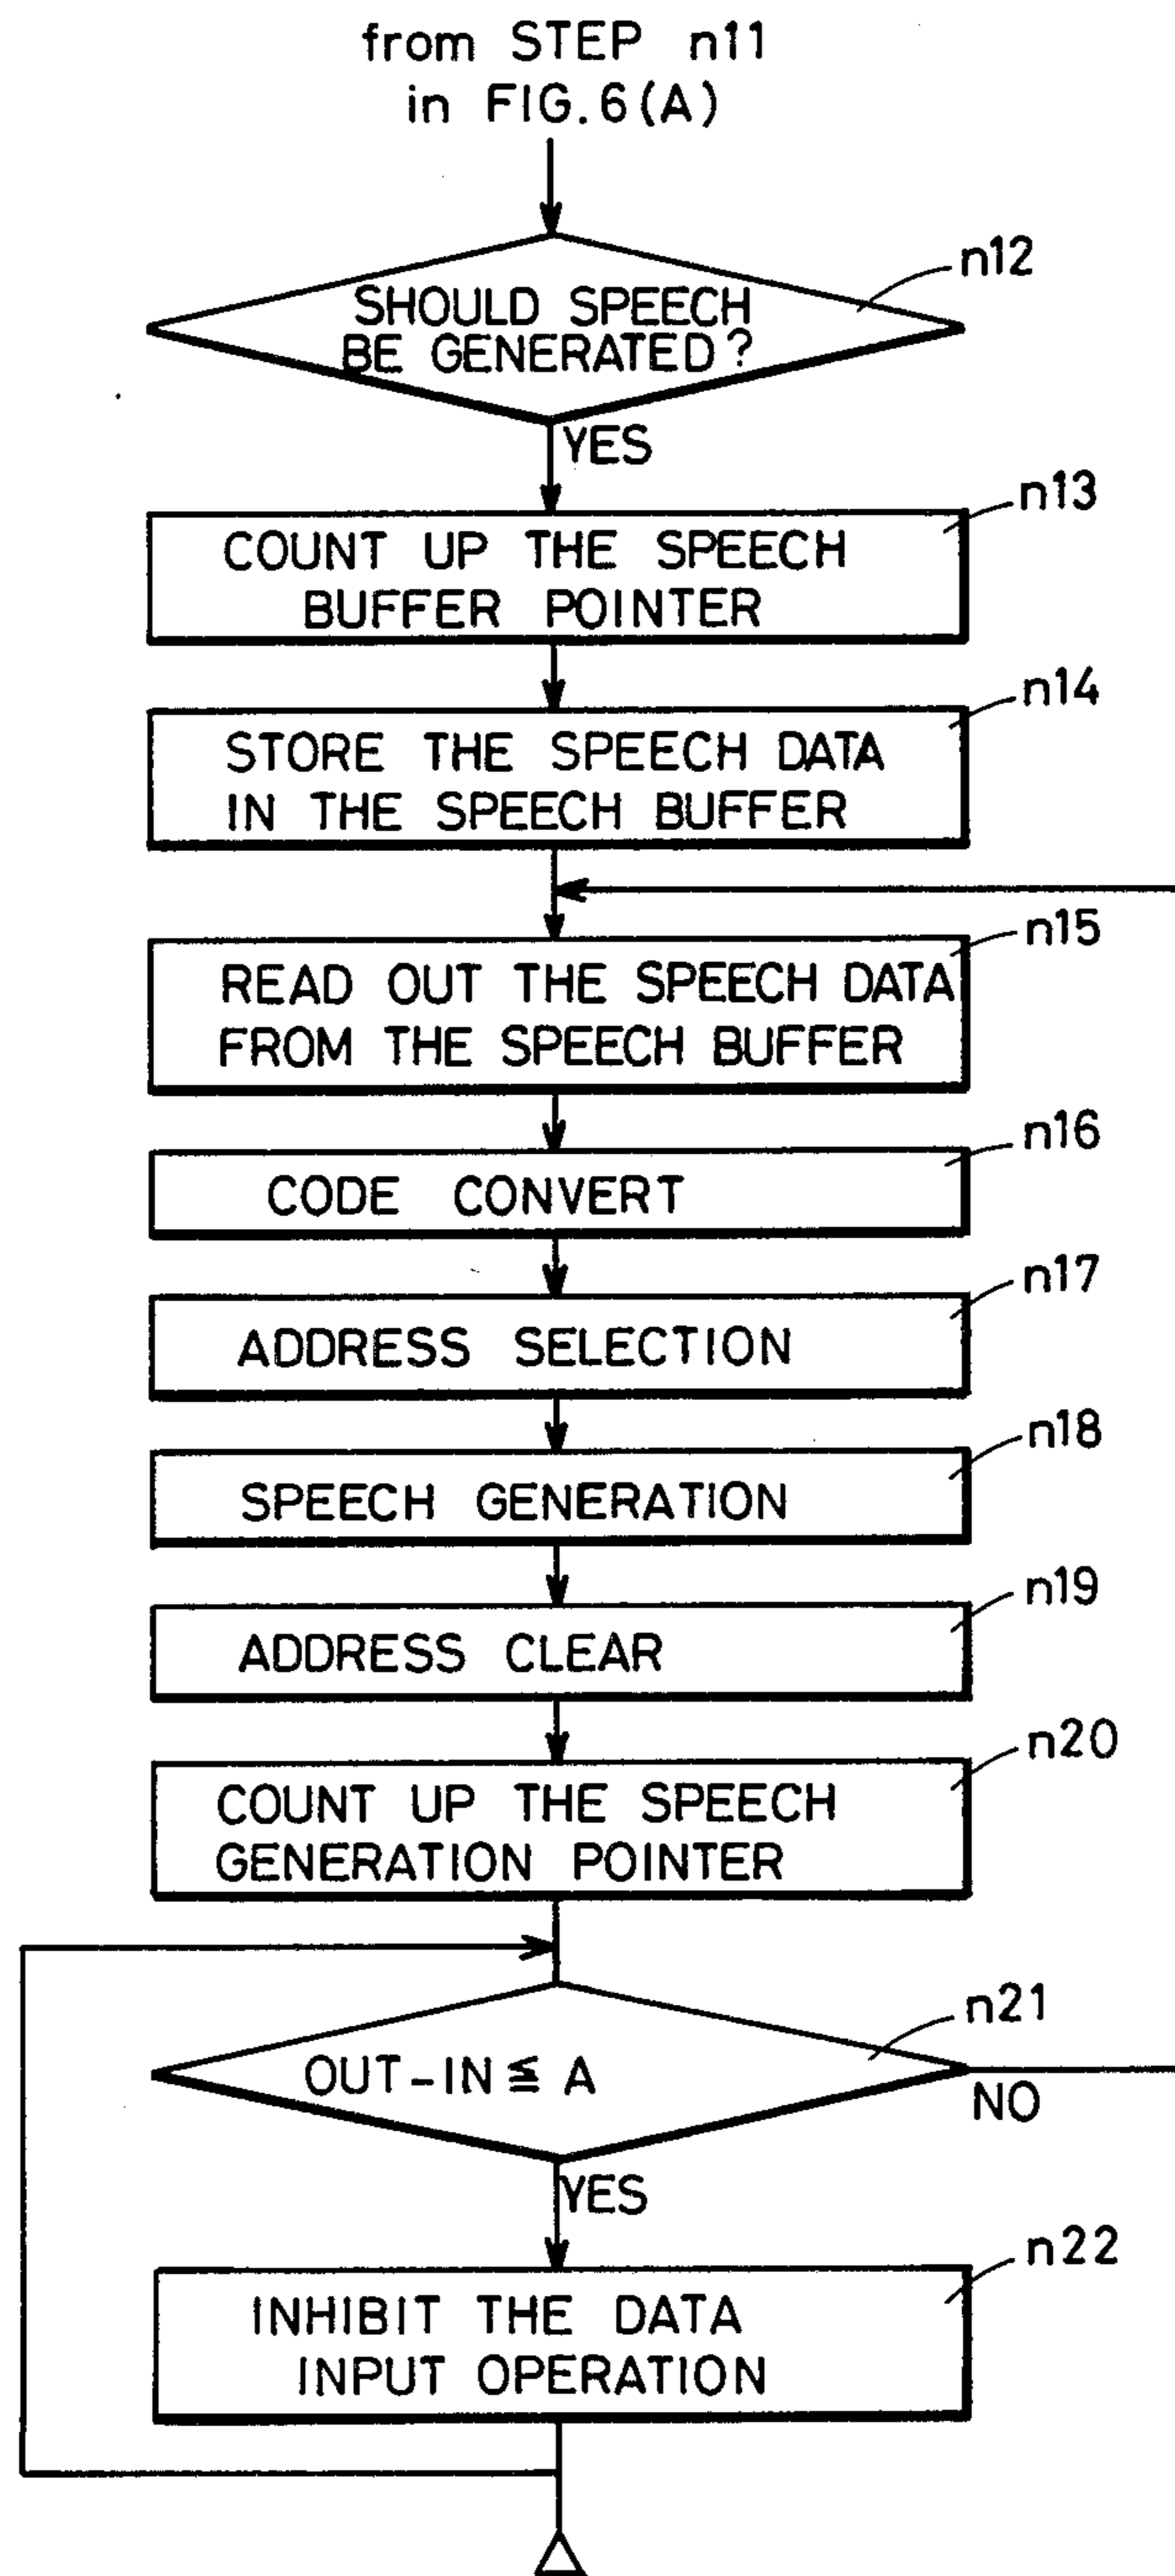 from STEP n11
in FIG.6(A)
n12
SHOULD SPEECH
BE GENERATED?
YES
n13
COUNT UP THE SPEECH
BUFFER POINTER
n14
STORE THE SPEECH DATA
IN THE SPEECH BUFFER
n15
READ OUT THE SPEECH DATA
FROM THE SPEECH BUFFER
n16
CODE CONVERT
n17
ADDRESS SELECTION
n18
SPEECH GENERATION
n19
ADDRESS CLEAR
n20
COUNT UP THE SPEECH
GENERATION POINTER
n21
OUT-IN≦A
NO
YES
n22
INHIBIT THE DATA
INPUT OPERATION